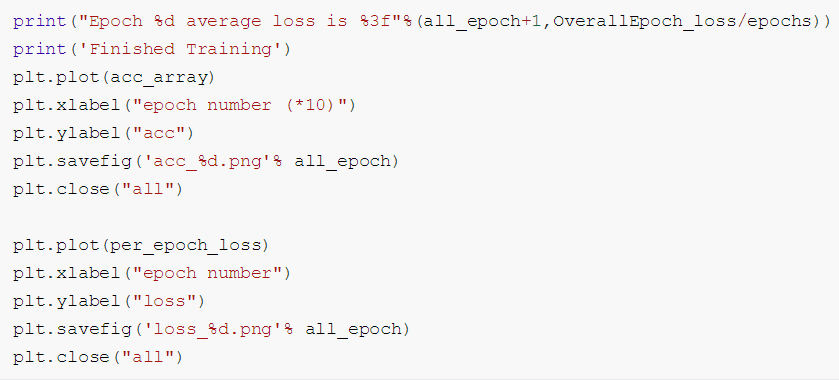 print("Epoch %d average loss is %3f"%(all_epoch+1,OverallEpoch_loss/epochs))
print('Finished Training')
plt.plot(acc_array)
plt.xlabel("epoch number (*10)")
plt.ylabel("acc")
plt.savefig('acc_%d.png'% all_epoch)
plt.close("all")

plt.plot(per_epoch_loss)
plt.xlabel("epoch number")
plt.ylabel("loss")
plt.savefig('loss_%d.png'% all_epoch)
plt.close("all")